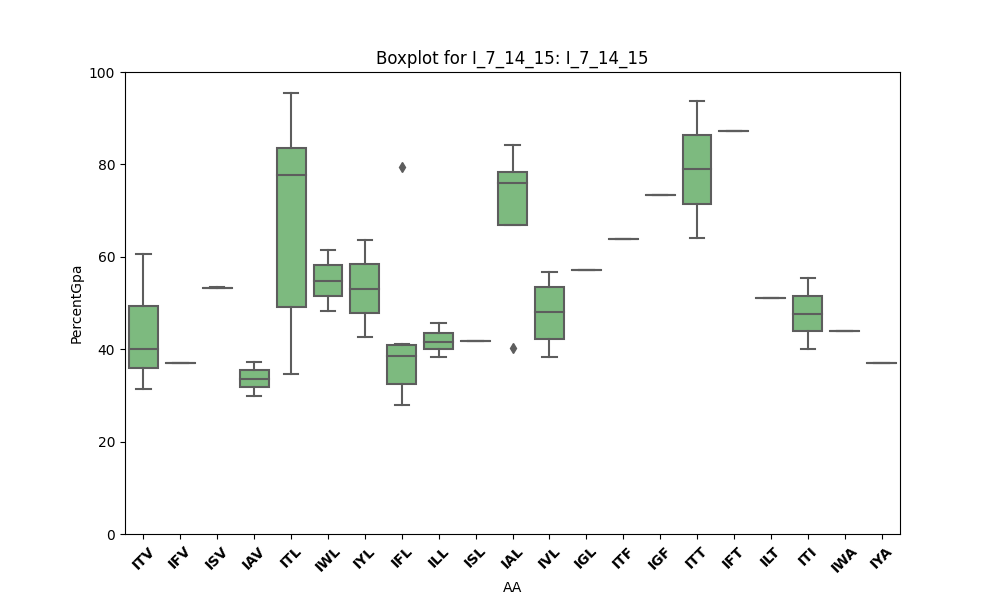 Boxplot for I_7_14_15: I_7_14_15
100
80
60
40
20
0
PercentGpa
ITV IFV ISV IAV ITL IWL IYL IFL ILL ISL IAL IVL IGL ITF IGF ITT IFT ILT ITI IWA IYA
AA